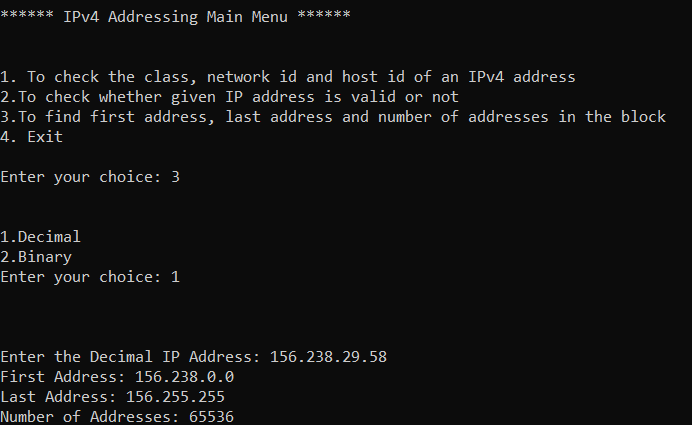 ****** IPv4 Addressing Main Menu ******
1. To check the class, network id and host id of an IPv4 address
2.To check whether given IP address is valid or not
3.To find first address, last address and number of addresses in the block
4. Exit
Enter your choice: 3
1.Decimal
2.Binary
Enter your choice: 1
Enter the Decimal IP Address: 156.238.29.58
First Address: 156.238.0.0
Last Address: 156.255.255
Number of Addresses: 65536